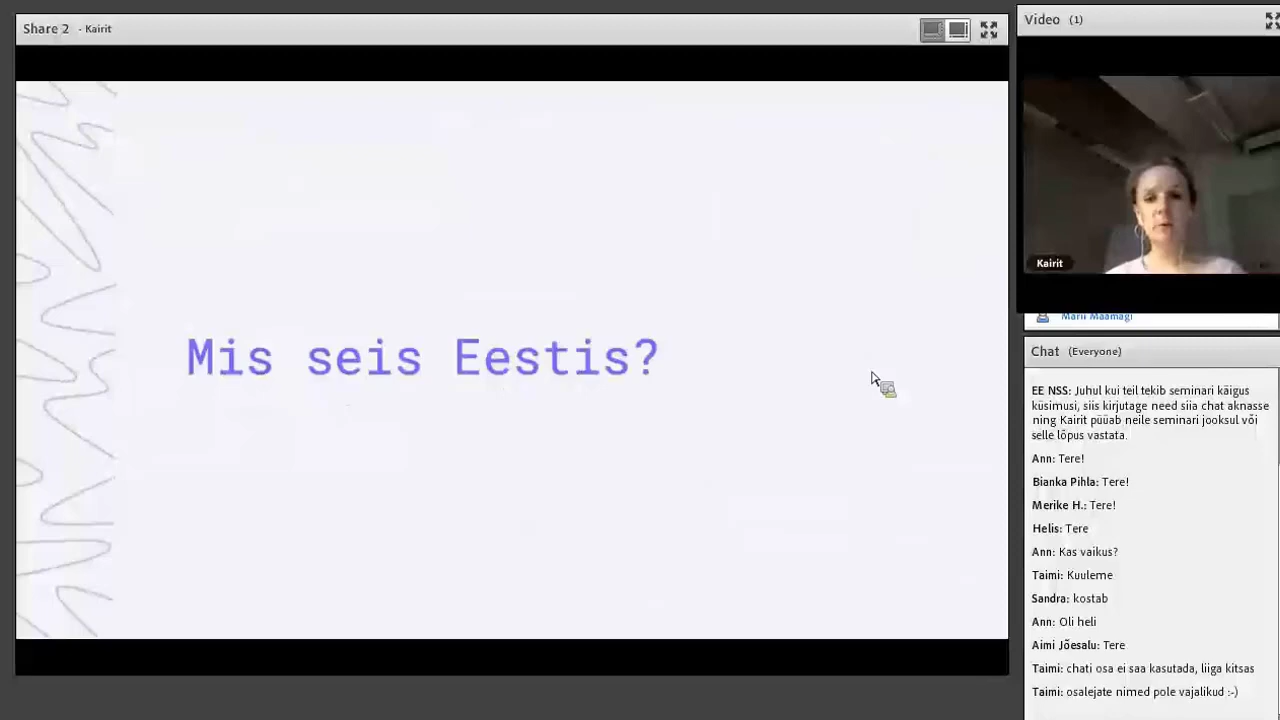 Share 2 - Kairit
Video (1)
Kairit
Marii Maamägi
Mis seis Eestis?
Chat (Everyone)
EE NSS: Juhul kui teil tekib seminari käigus
küsimusi, siis kirjutage need siia chat aknasse
ning Kairit püüab neile seminari jooksul või
selle lõpus vastata.
Ann: Tere!
Bianka Pihla: Tere!
Merike H.: Tere!
Helis: Tere
Ann: Kas vaikus?
Taimi: Kuuleme
Sandra: kostab
Ann: Oli heli
Aimi Jõesalu: Tere
Taimi: chati osa ei saa kasutada, liiga kitsas
Taimi: osalejate nimed pole vajalikud :-)